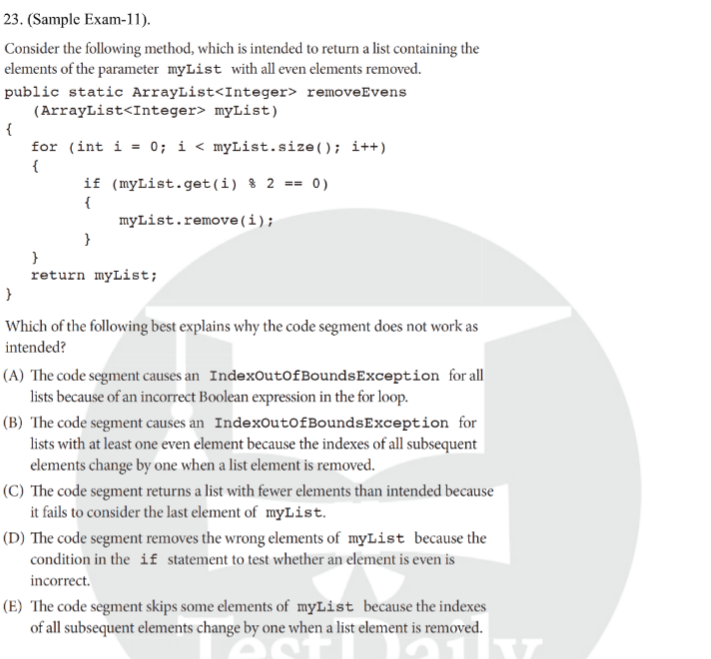 23. (Sample Exam-11).
Consider the following method, which is intended to return a list containing the
elements of the parameter myList with all even elements removed.
public static ArrayList<Integer> removeEvens
(ArrayList<Integer> myList)
{
for (int i = 0; i < myList.size(); i++)
{
if (myList.get(i) % 2 == 0)
{
myList.remove(i);
}
}
return myList;
}
Which of the following best explains why the code segment does not work as
intended?
(A) The code segment causes an IndexOutOfBoundsException for all
lists because of an incorrect Boolean expression in the for loop.
(B) The code segment causes an IndexOutOfBoundsException for
lists with at least one even element because the indexes of all subsequent
elements change by one when a list element is removed.
(C) The code segment returns a list with fewer elements than intended because
it fails to consider the last element of myList.
(D) The code segment removes the wrong elements of myList because the
condition in the if statement to test whether an element is even is
incorrect.
(E) The code segment skips some elements of myList because the indexes
of all subsequent elements change by one when a list element is removed.
TestDaily